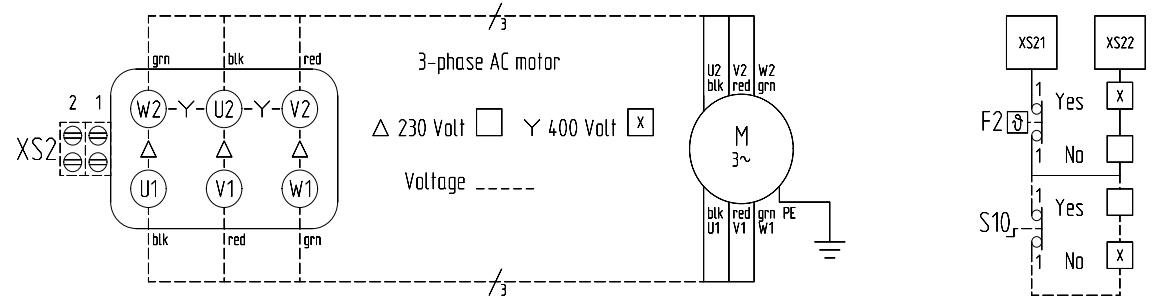 3
grn
blk
red
W2
Y
U2
Y
V2
2
1
XS2
Δ
Δ
Δ
U1
V1
W1
blk
red
grn
3
3-phase AC motor
Δ 230 Volt
Y 400 Volt
X
Voltage ______
U2 V2 W2
blk red grn
M
3~
blk red grn PE
U1 V1 W1
XS21
XS22
1
Yes
X
F2
ϑ
1
No
1
Yes
S10
1
No
X